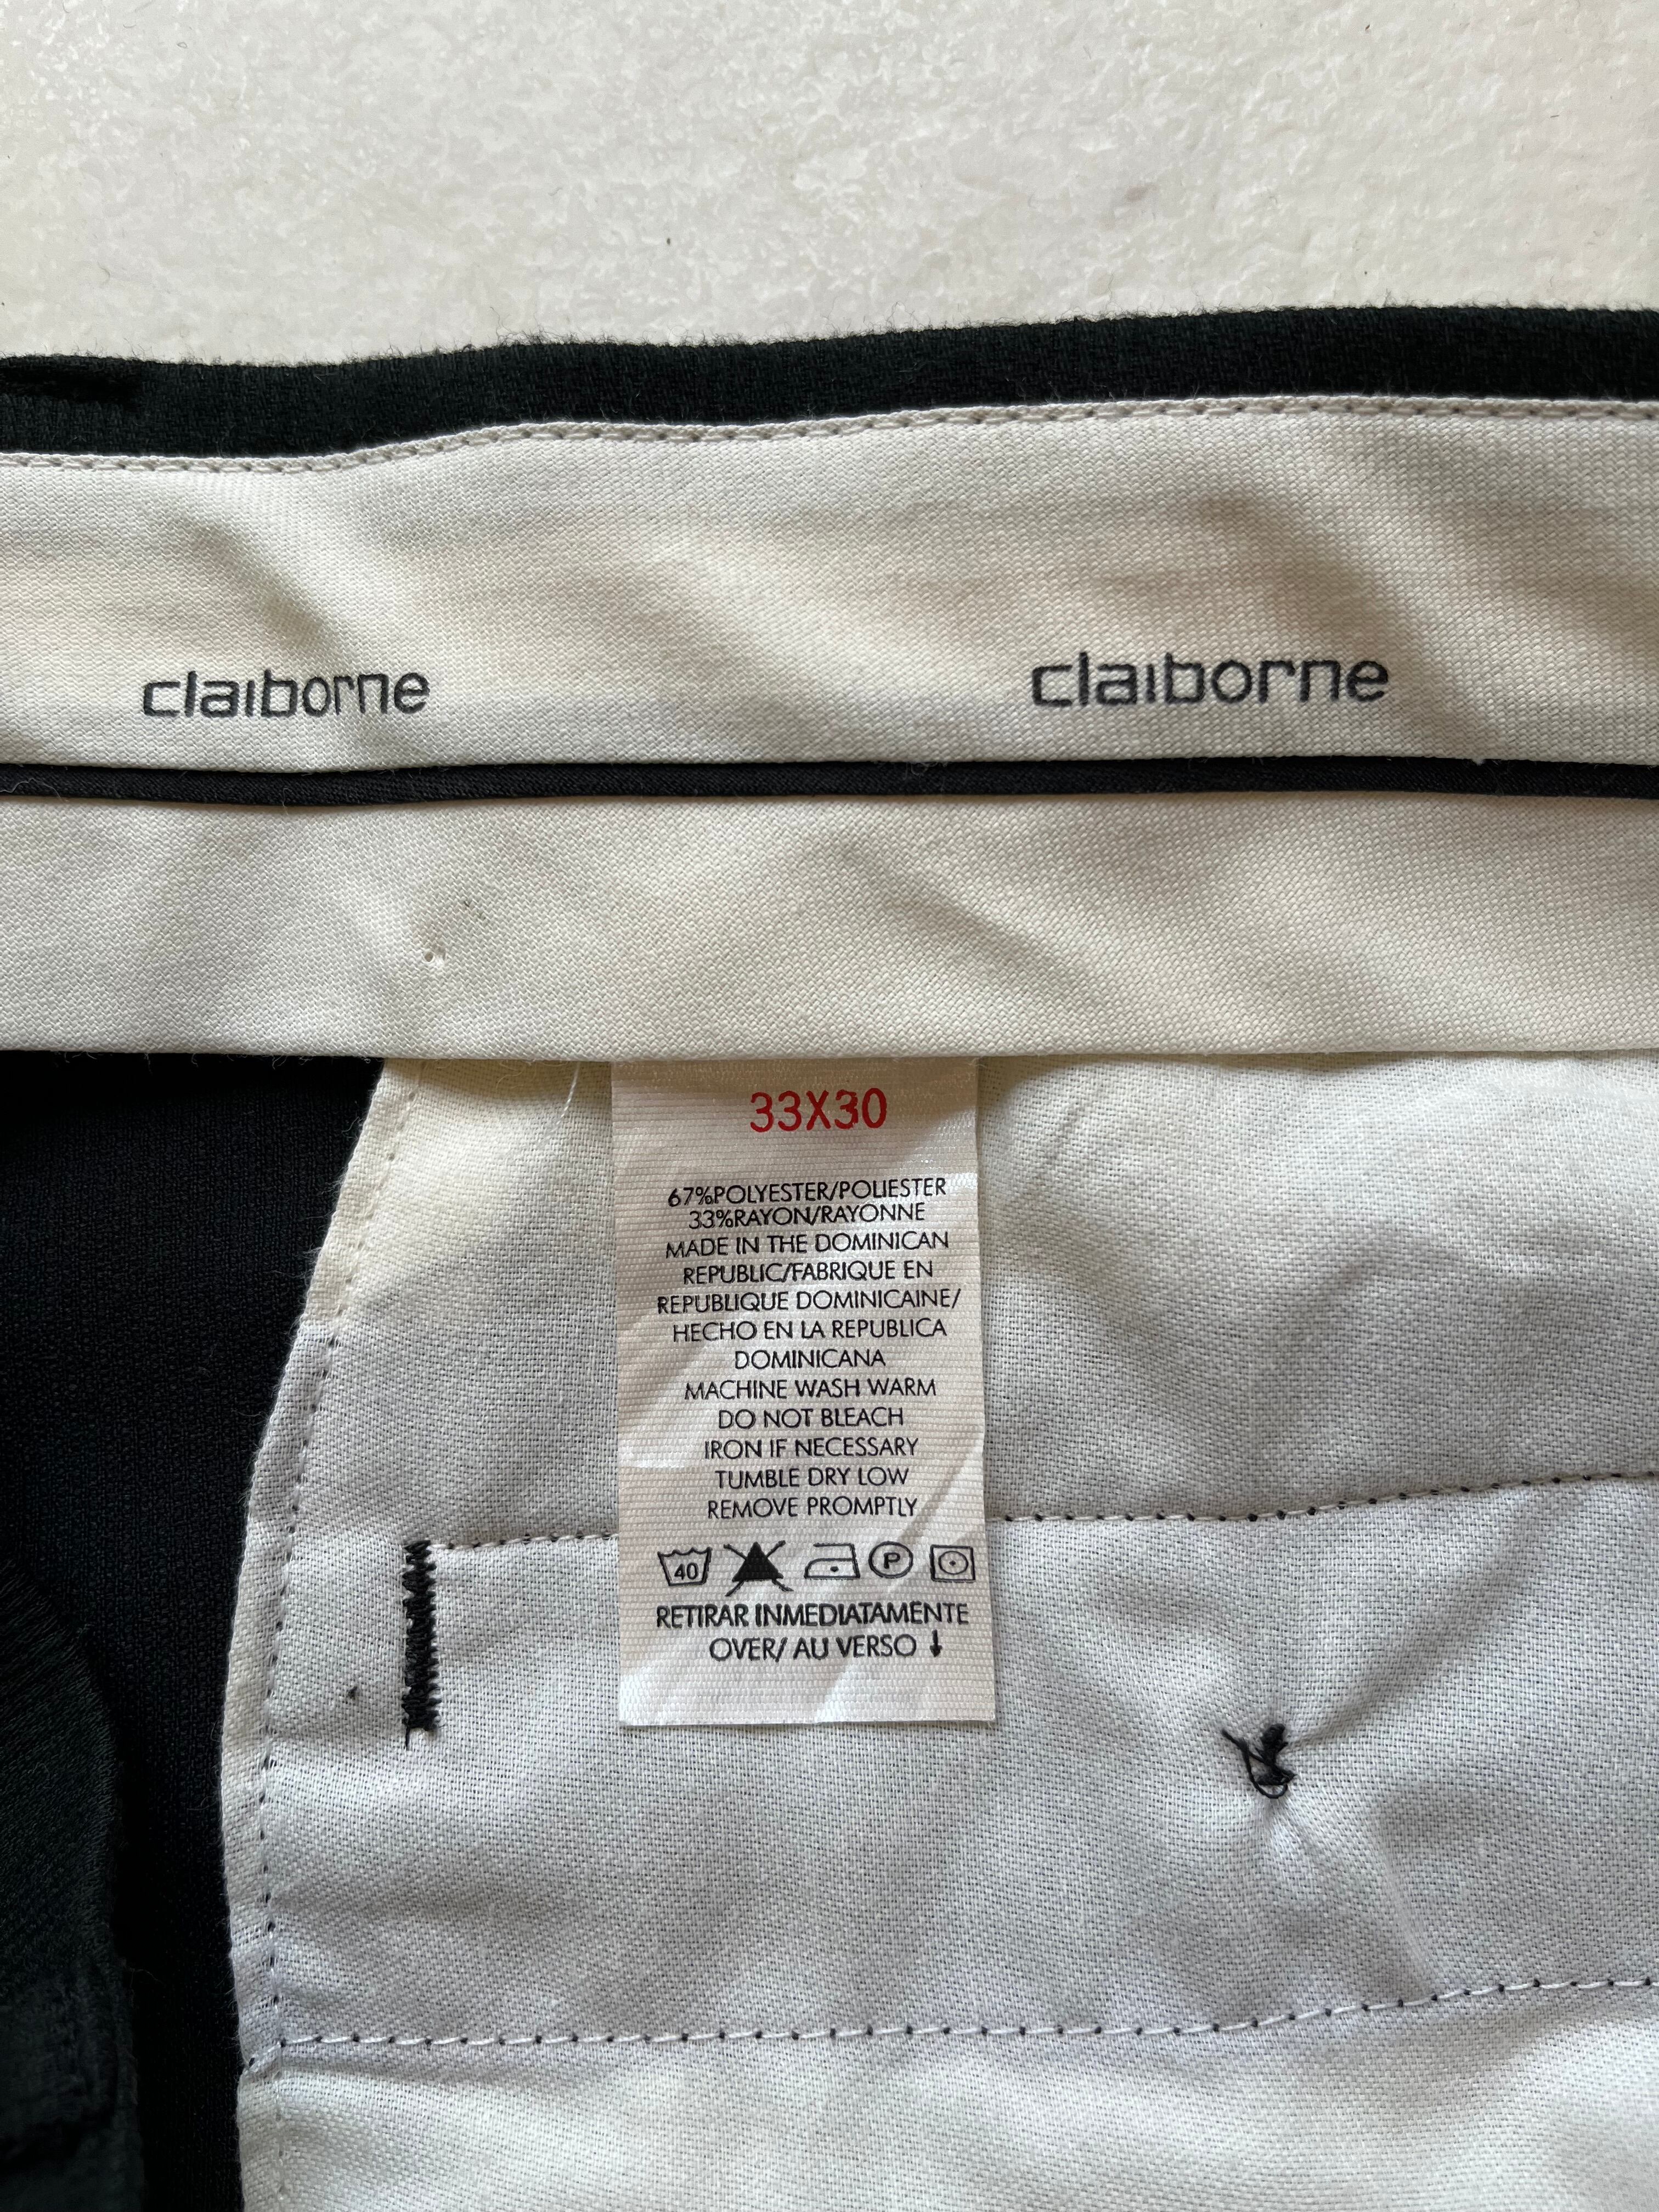 claiborne claiborne
33X30
67%POLYESTER/POLIESTER
33%RAYON/RAYONNE
MADE IN THE DOMINICAN
REPUBLIC/FABRIQUE EN
REPUBLIQUE DOMINICAINE/
HECHO EN LA REPUBLICA
DOMINICANA
MACHINE WASH WARM
DO NOT BLEACH
IRON IF NECESSARY
TUMBLE DRY LOW
REMOVE PROMPTLY
40 P
RETIRAR INMEDIATAMENTE
OVER/ AU VERSO ↓